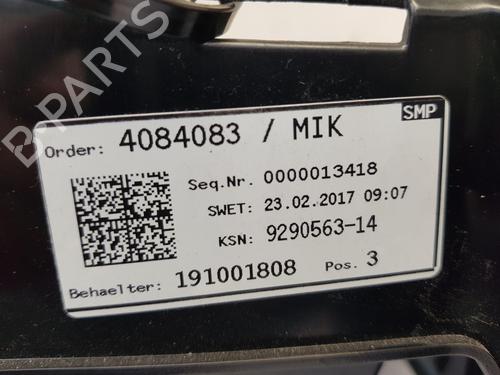 SMP
Order: 4084083 / MIK
Seq.Nr. 0000013418
SWET: 23.02.2017 09:07
KSN: 9290563-14
Behaelter: 191001808 Pos. 3
B-PARTS